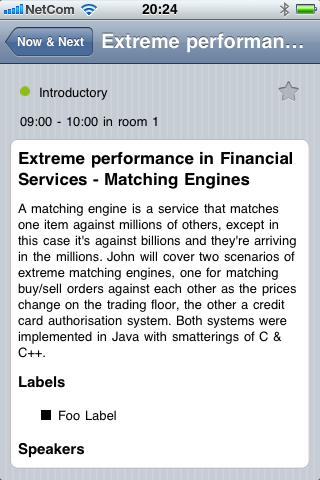 NetCom 20:24
Now & Next Extreme performan...
Introductory
09:00 - 10:00 in room 1
Extreme performance in Financial
Services - Matching Engines
A matching engine is a service that matches
one item against millions of others, except in
this case it's against billions and they're arriving
in the millions. John will cover two scenarios of
extreme matching engines, one for matching
buy/sell orders against each other as the prices
change on the trading floor, the other a credit
card authorisation system. Both systems were
implemented in Java with smatterings of C &
C++.
Labels
Foo Label
Speakers